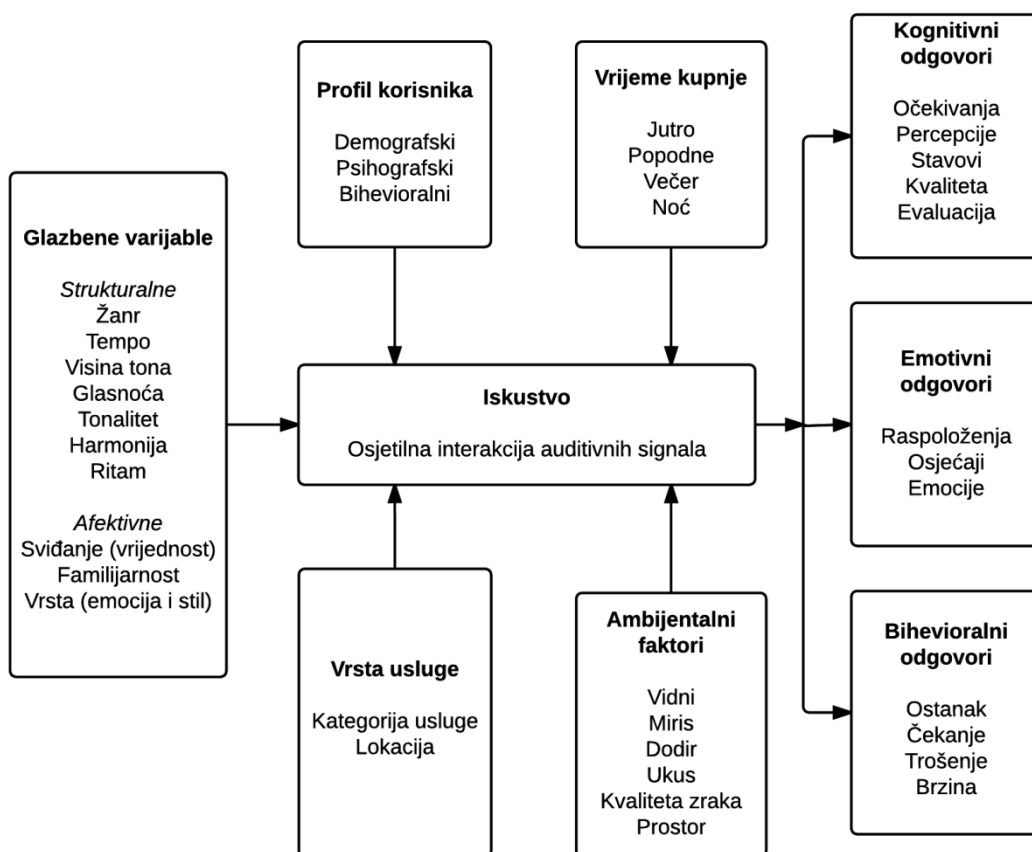 Glazbene varijable
Strukturalne
Žanr
Tempo
Visina tona
Glasnoća
Tonalitet
Harmonija
Ritam
Afektivne
Sviđanje (vrijednost)
Familijarnost
Vrsta (emocija i stil)
Profil korisnika
Demografski
Psihografski
Bihevioralni
Vrijeme kupnje
Jutro
Popodne
Večer
Noć
Iskustvo
Osjetilna interakcija auditivnih signala
Vrsta usluge
Kategorija usluge
Lokacija
Ambijentalni
faktori
Vidni
Miris
Dodir
Ukus
Kvaliteta zraka
Prostor
Kognitivni
odgovori
Očekivanja
Percepcije
Stavovi
Kvaliteta
Evaluacija
Emotivni
odgovori
Raspoloženja
Osjećaji
Emocije
Bihevioralni
odgovori
Ostanak
Čekanje
Trošenje
Brzina